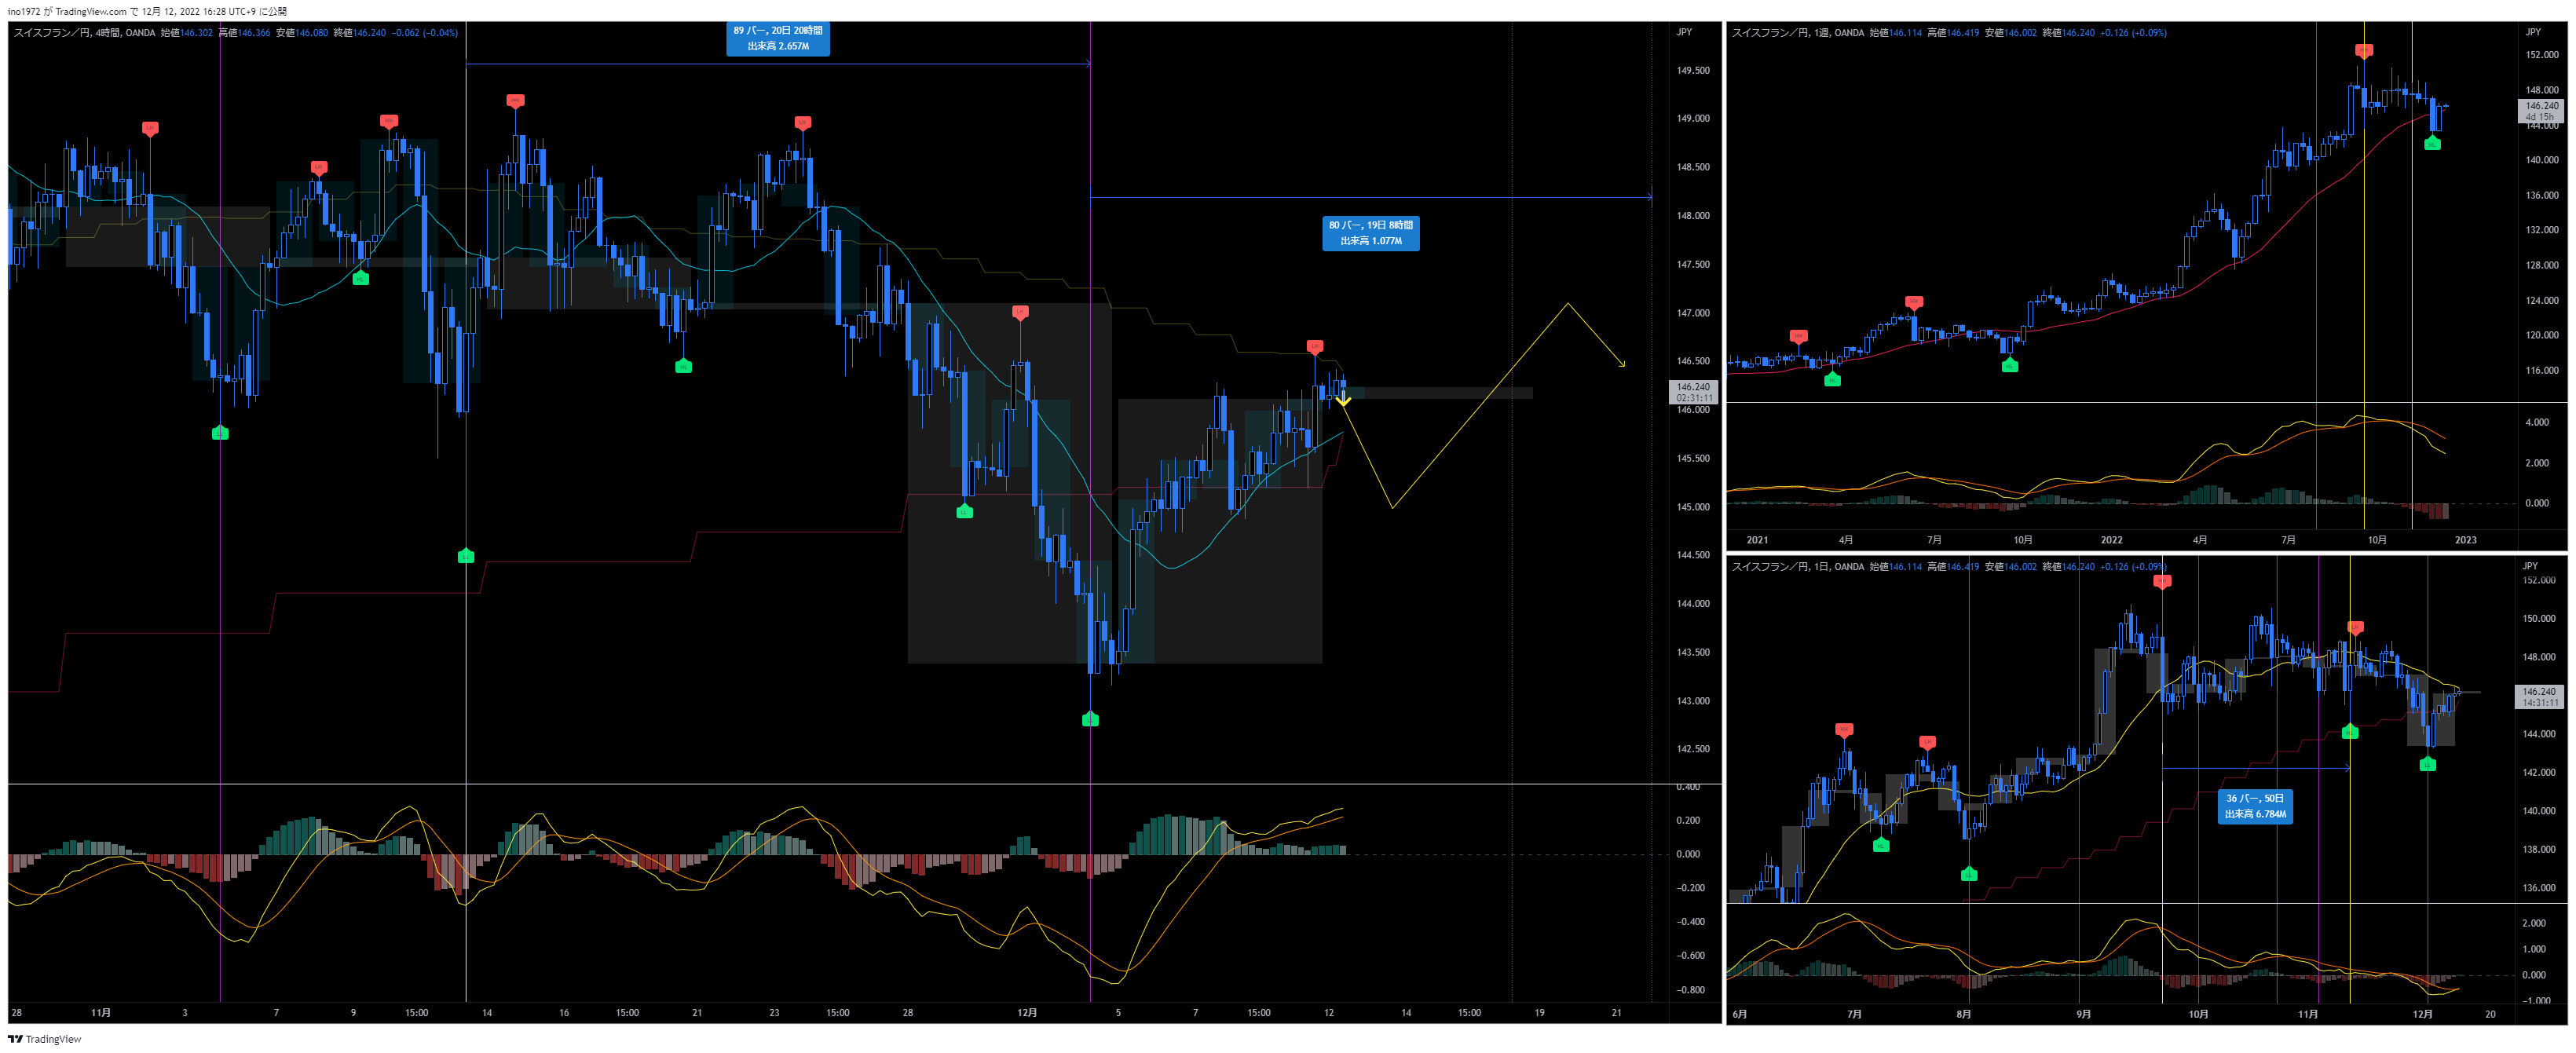 ino1972 が TradingView.com で 12月 12, 2022 16:28 UTC+9 に公開
スイスフラン／円, 4時間, OANDA 始値146.302 高値146.366 安値146.080 終値146.240 −0.062 (−0.04%)
89 バー, 20日 20時間
出来高 2.657M
80 バー, 19日 8時間
出来高 1.077M
JPY
149.500
149.000
148.500
148.000
147.500
147.000
146.500
146.240
02:31:11
146.000
145.500
145.000
144.500
144.000
143.500
143.000
142.500
0.400
0.200
0.000
−0.200
−0.400
−0.600
−0.800
28 11月 3 7 9 15:00 14 16 15:00 21 23 15:00 28 12月 5 7 15:00 12 14 15:00 19 21
スイスフラン／円, 1週, OANDA 始値146.114 高値146.419 安値146.002 終値146.240 +0.126 (+0.09%)
JPY
152.000
148.000
146.240
4d 15h
144.000
140.000
136.000
132.000
128.000
124.000
120.000
116.000
4.000
2.000
0.000
2021 4月 7月 10月 2022 4月 7月 10月 2023
スイスフラン／円, 1日, OANDA 始値146.114 高値146.419 安値146.002 終値146.240 +0.126 (+0.09%)
36 バー, 50日
出来高 6.784M
JPY
152.000
150.000
148.000
146.240
14:31:11
144.000
142.000
140.000
138.000
136.000
2.000
1.000
0.000
−1.000
6月 7月 8月 9月 10月 11月 12月 20
TradingView